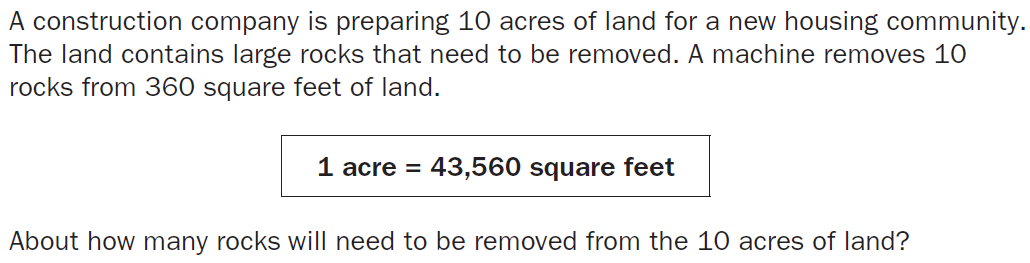 A construction company is preparing 10 acres of land for a new housing community.
The land contains large rocks that need to be removed. A machine removes 10
rocks from 360 square feet of land.
1 acre = 43,560 square feet
About how many rocks will need to be removed from the 10 acres of land?